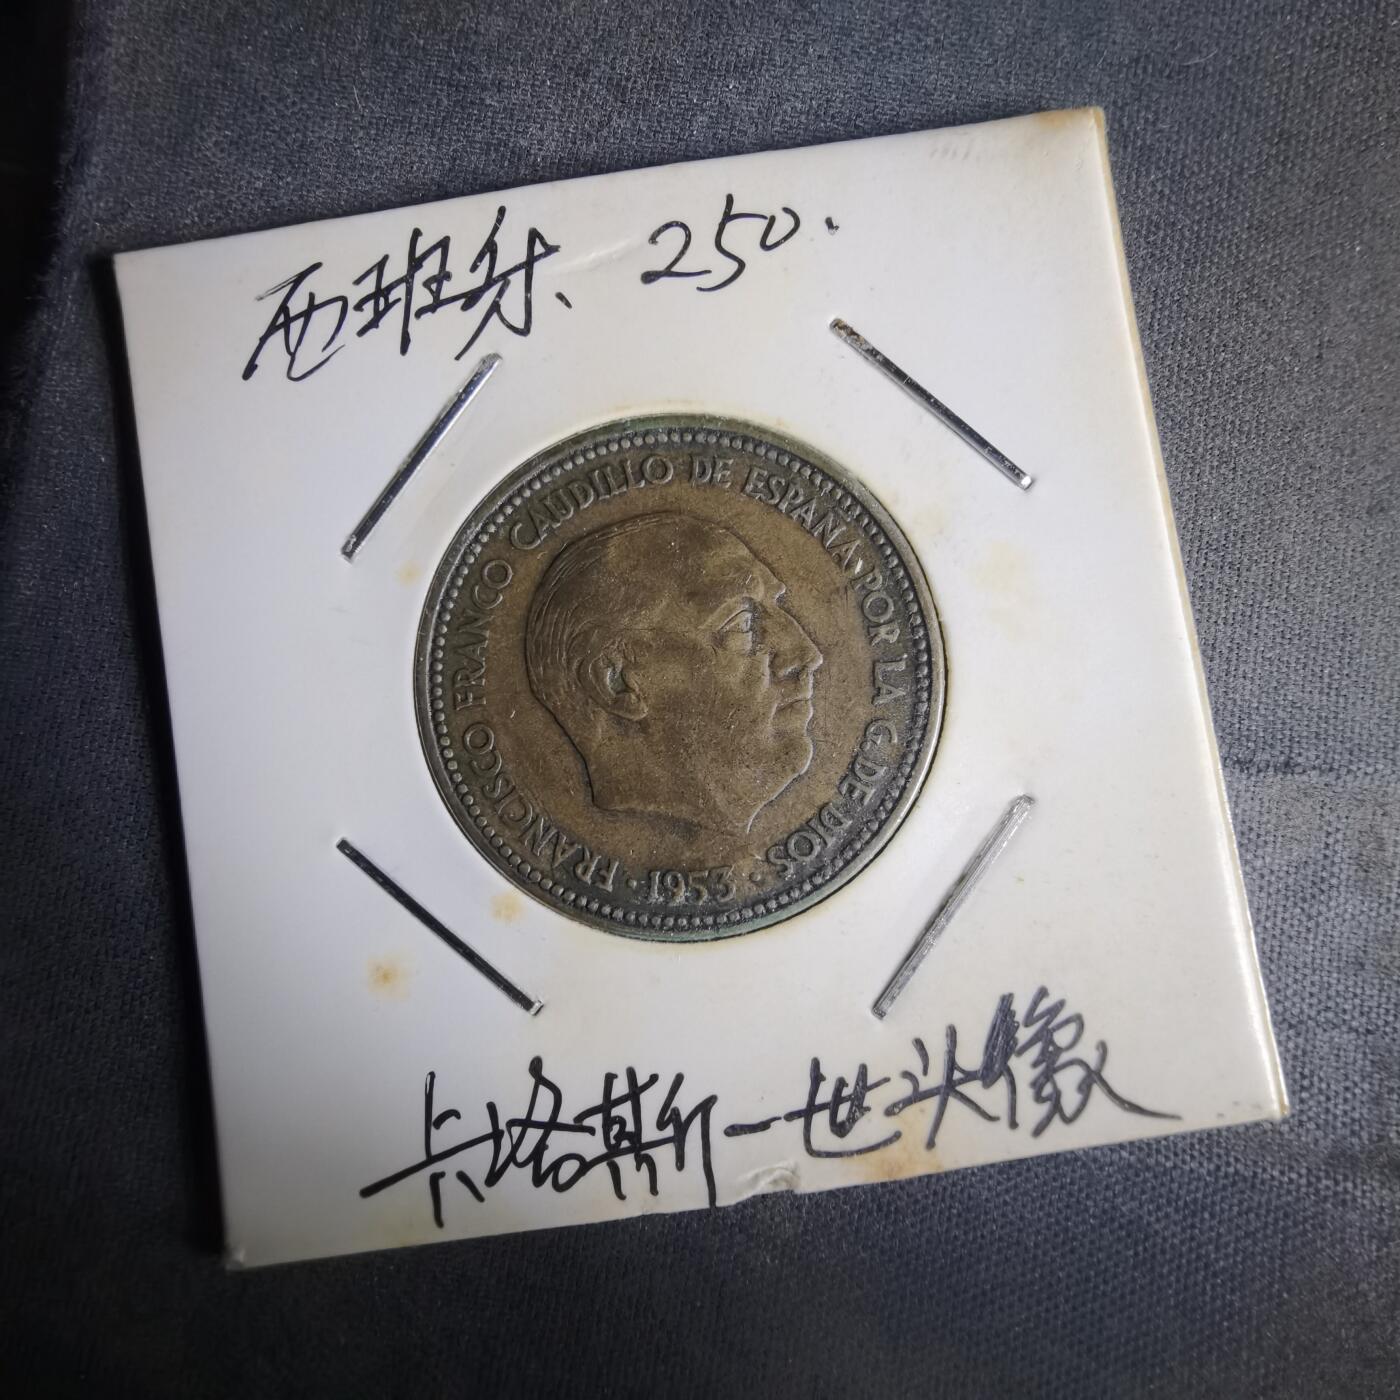 西班牙、250.
FRANCISCO FRANCO CAUDILLO DE ESPAÑA·POR LA G·DE DIOS
·1953·
卡塔斯一世头像